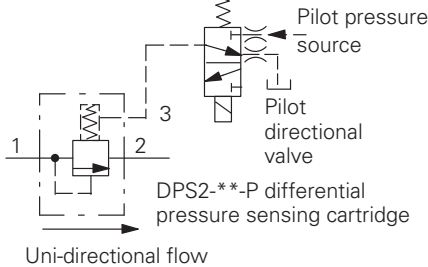 Pilot pressure
source
3
Pilot
directional
valve
1
2
DPS2-**-P differential
pressure sensing cartridge
Uni-directional flow